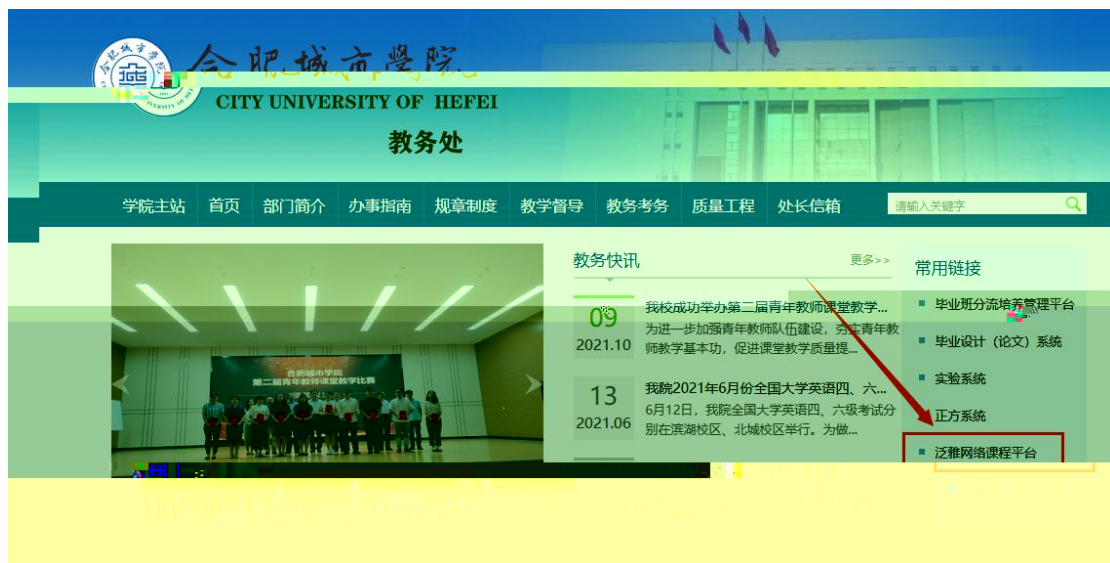 合肥城市學院
CITY UNIVERSITY OF HEFEI
教务处
学院主站 首页 部门简介 办事指南 规章制度 教学督导 教务考务 质量工程 处长信箱 请输入关键字
教务快讯 更多>>
09
2021.10
我校成功举办第二届青年教师课堂教学...
为进一步加强青年教师队伍建设，夯实青年教
师教学基本功，促进课堂教学质量提...
13
2021.06
我院2021年6月份全国大学英语四、六...
6月12日，我院全国大学英语四、六级考试分
别在滨湖校区、北城校区举行。为做...
常用链接
毕业班分流培养管理平台
毕业设计（论文）系统
实验系统
正方系统
泛雅网络课程平台
合肥城市学院
第二届青年教师课堂教学比赛